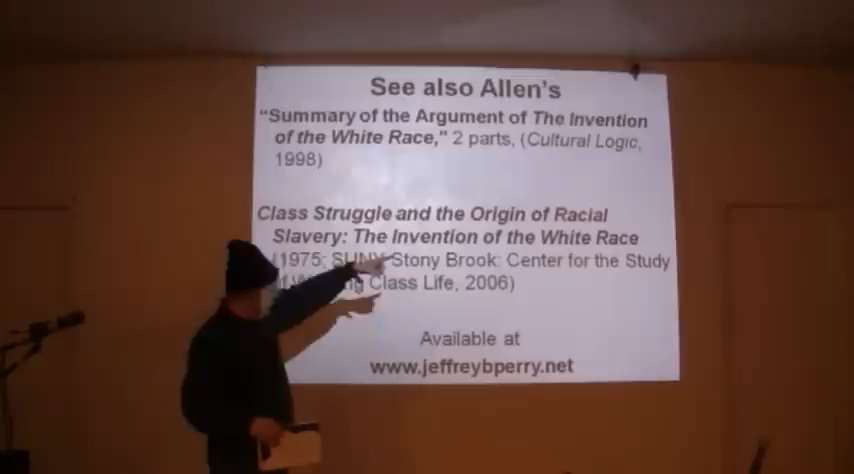 See also Allen's
"Summary of the Argument of The Invention
of the White Race," 2 parts, (Cultural Logic,
1998)
Class Struggle and the Origin of Racial
Slavery: The Invention of the White Race
(1975; SUNY Stony Brook: Center for the Study
Class Life, 2006)
Available at
www.jeffreybperry.net